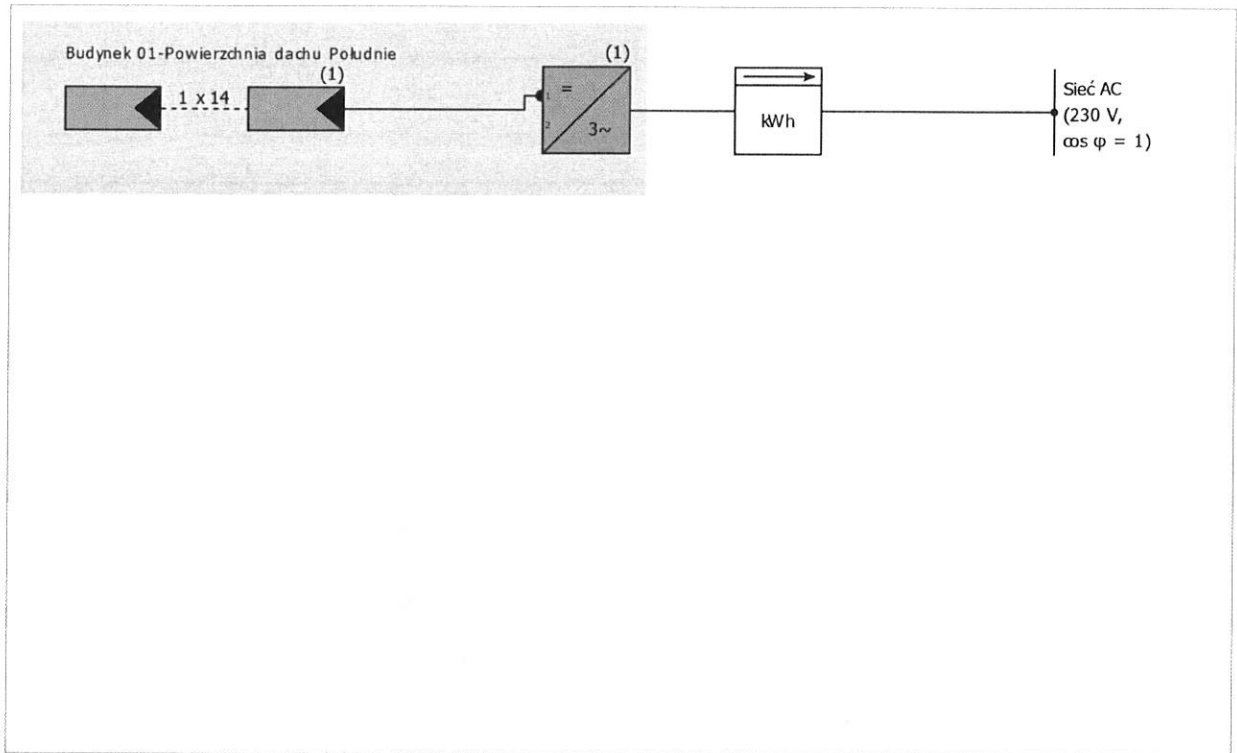 Budynek 01-Powierzchnia dachu Południe
(1)
(1)
1 x 14
1
=
2
3~
kWh
Sieć AC
(230 V,
cos φ = 1)